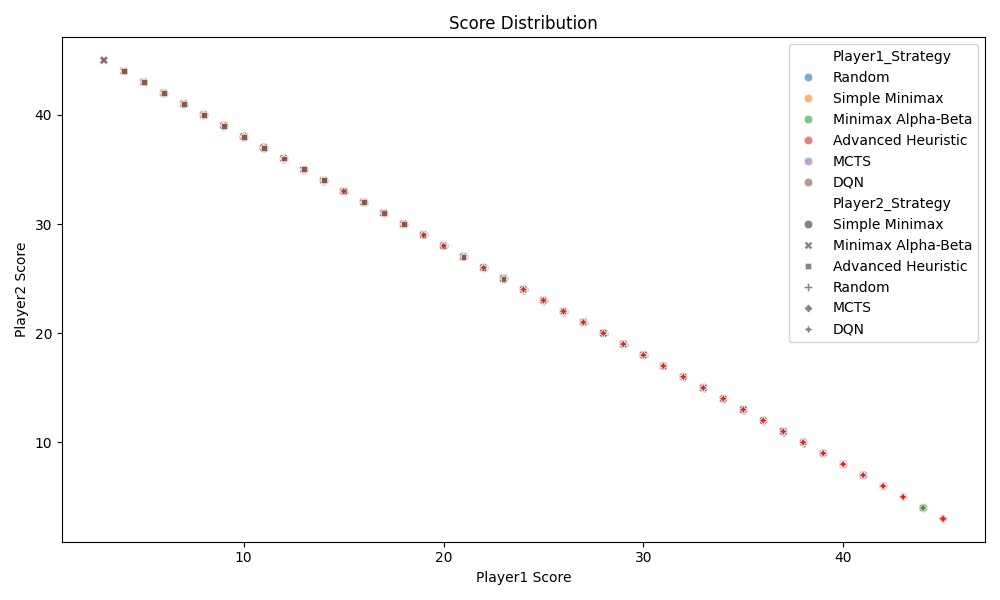 Score Distribution
Player2 Score
40
30
20
10
10
20
30
40
Player1 Score
Player1_Strategy
Random
Simple Minimax
Minimax Alpha-Beta
Advanced Heuristic
MCTS
DQN
Player2_Strategy
Simple Minimax
Minimax Alpha-Beta
Advanced Heuristic
Random
MCTS
DQN